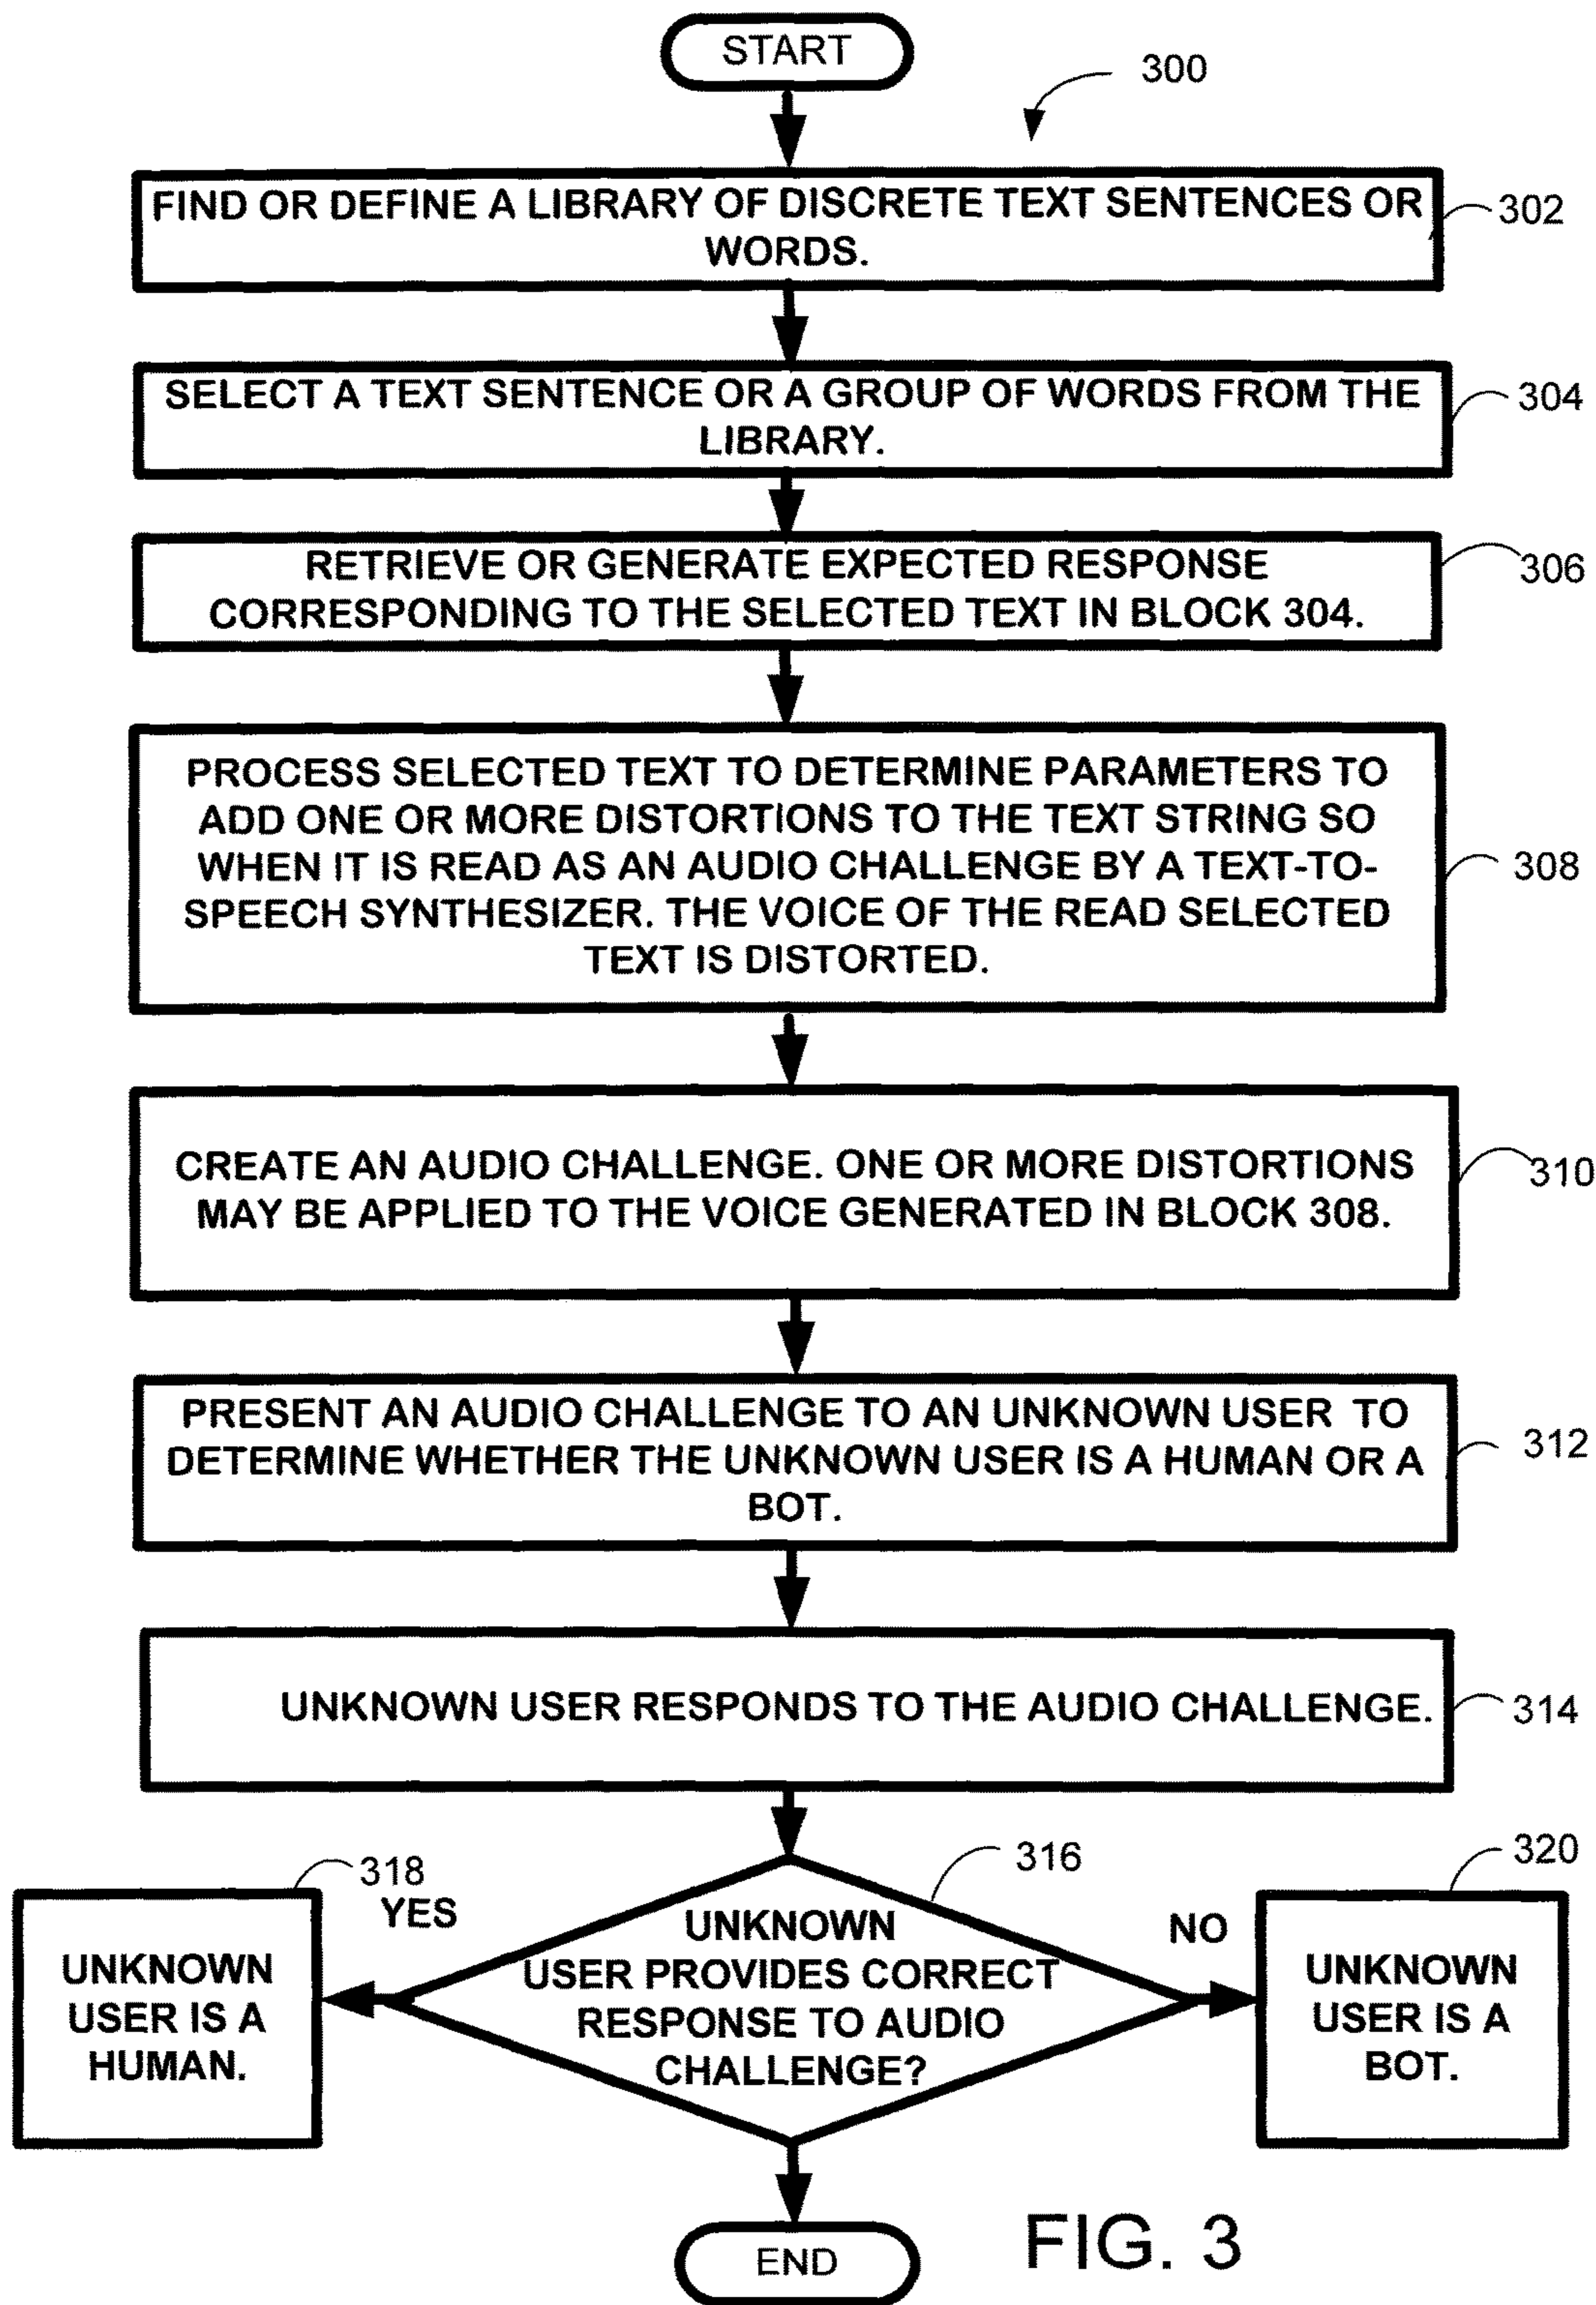 START
300
FIND OR DEFINE A LIBRARY OF DISCRETE TEXT SENTENCES OR
WORDS.
302
SELECT A TEXT SENTENCE OR A GROUP OF WORDS FROM THE
LIBRARY.
304
RETRIEVE OR GENERATE EXPECTED RESPONSE
CORRESPONDING TO THE SELECTED TEXT IN BLOCK 304.
306
PROCESS SELECTED TEXT TO DETERMINE PARAMETERS TO
ADD ONE OR MORE DISTORTIONS TO THE TEXT STRING SO
WHEN IT IS READ AS AN AUDIO CHALLENGE BY A TEXT-TO-
SPEECH SYNTHESIZER. THE VOICE OF THE READ SELECTED
TEXT IS DISTORTED.
308
CREATE AN AUDIO CHALLENGE. ONE OR MORE DISTORTIONS
MAY BE APPLIED TO THE VOICE GENERATED IN BLOCK 308.
310
PRESENT AN AUDIO CHALLENGE TO AN UNKNOWN USER TO
DETERMINE WHETHER THE UNKNOWN USER IS A HUMAN OR A
BOT.
312
UNKNOWN USER RESPONDS TO THE AUDIO CHALLENGE.
314
316
UNKNOWN
USER PROVIDES CORRECT
RESPONSE TO AUDIO
CHALLENGE?
318
YES
UNKNOWN
USER IS A
HUMAN.
320
NO
UNKNOWN
USER IS A
BOT.
END
FIG. 3